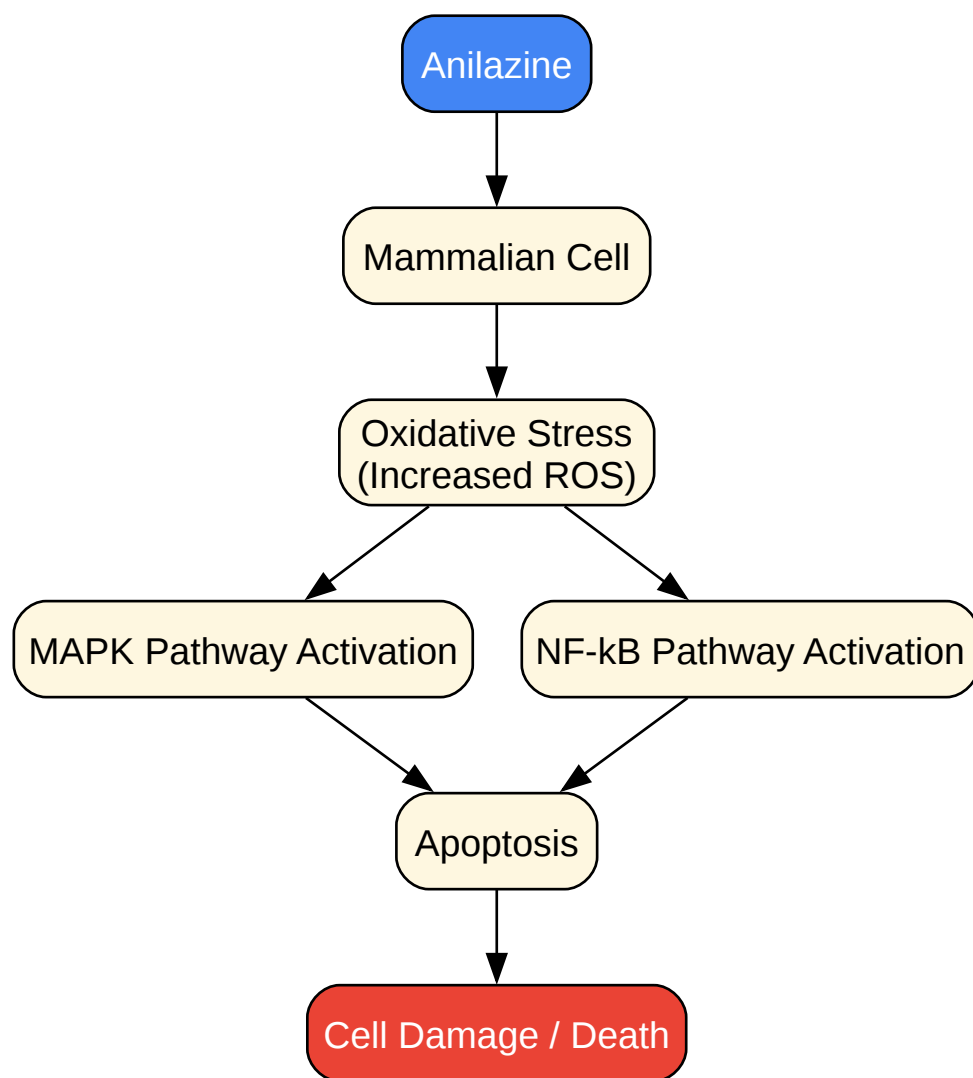 Anilazine
Mammalian Cell
Oxidative Stress
(Increased ROS)
MAPK Pathway Activation
NF-kB Pathway Activation
Apoptosis
Cell Damage / Death